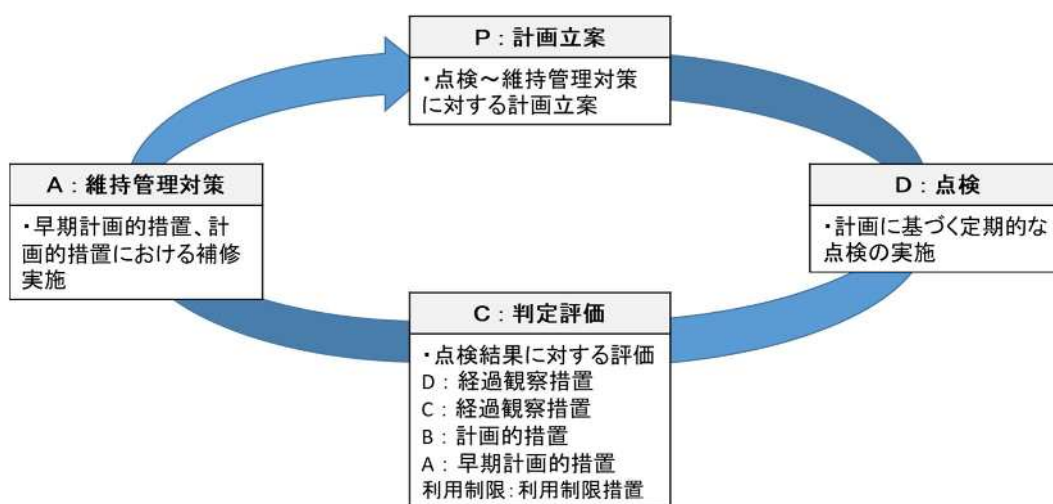 P：計画立案
・点検～維持管理対策
に対する計画立案
D：点検
・計画に基づく定期的な
点検の実施
C：判定評価
・点検結果に対する評価
D：経過観察措置
C：経過観察措置
B：計画的措置
A：早期計画的措置
利用制限：利用制限措置
A：維持管理対策
・早期計画的措置、計
画的措置における補修
実施